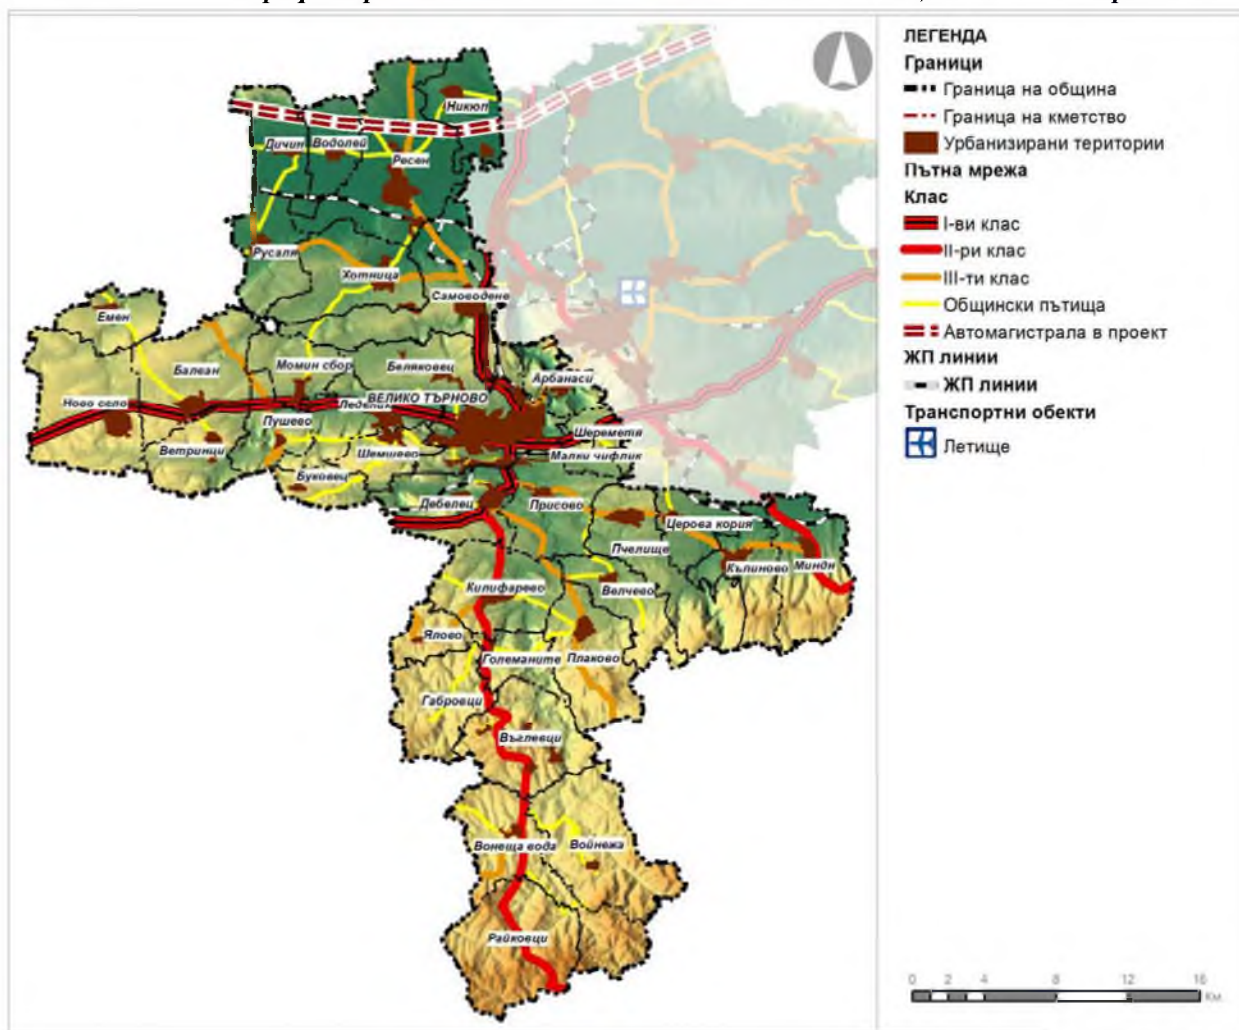 ЛЕГЕНДА
Граници
Граница на община
Граница на кметство
Урбанизирани територии
Пътна мрежа
Клас
I-ви клас
II-ри клас
III-ти клас
Общински пътища
Автомагистрала в проект
ЖП ЛИНИИ
ЖП линии
Транспортни обекти
Летище
Никюп
Дичин
Водолей
Ресен
Русаля
Хотница
Самоводене
Емен
Балван
Момин сбор
Беляковец
Арбанаси
Ново село
Леденик
ВЕЛИКО ТЪРНОВО
Пушево
Шереметя
Ветринци
Шемшево
Малки чифлик
Буковец
Дебелец
Присово
Церова кория
Пчелище
Къпиново
Миндя
Килифарево
Велчево
Ялово
Големаните
Плаково
Габровци
Въглевци
Вонеща вода
Войнежа
Райковци
0 2 4 8 12 16
Км.